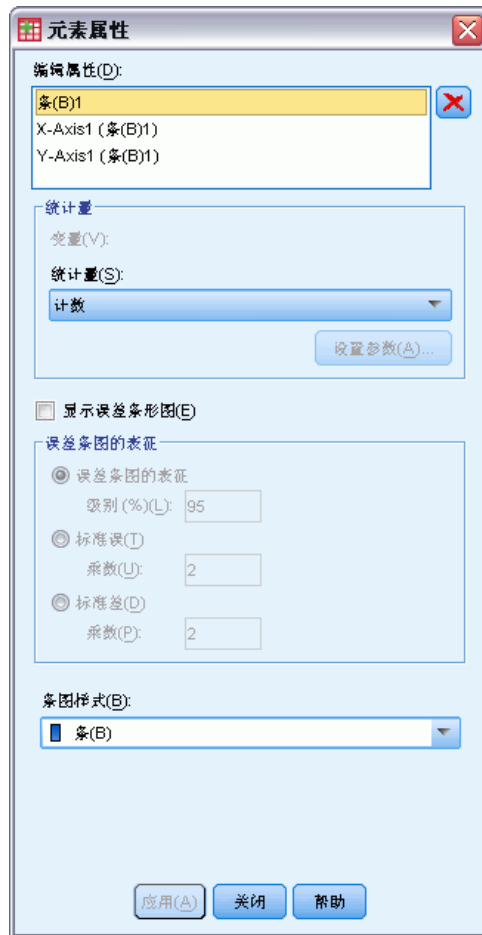 元素属性
编辑属性(D):
条(B)1
X-Axis1 (条(B)1)
Y-Axis1 (条(B)1)
统计量
变量(V):
统计量(S):
计数
设置参数(A)...
显示误差条形图(E)
误差条图的表征
误差条图的表征
级别(%)(L): 95
标准误(T)
乘数(U): 2
标准差(D)
乘数(P): 2
条图样式(B):
条(B)
应用(A) 关闭 帮助